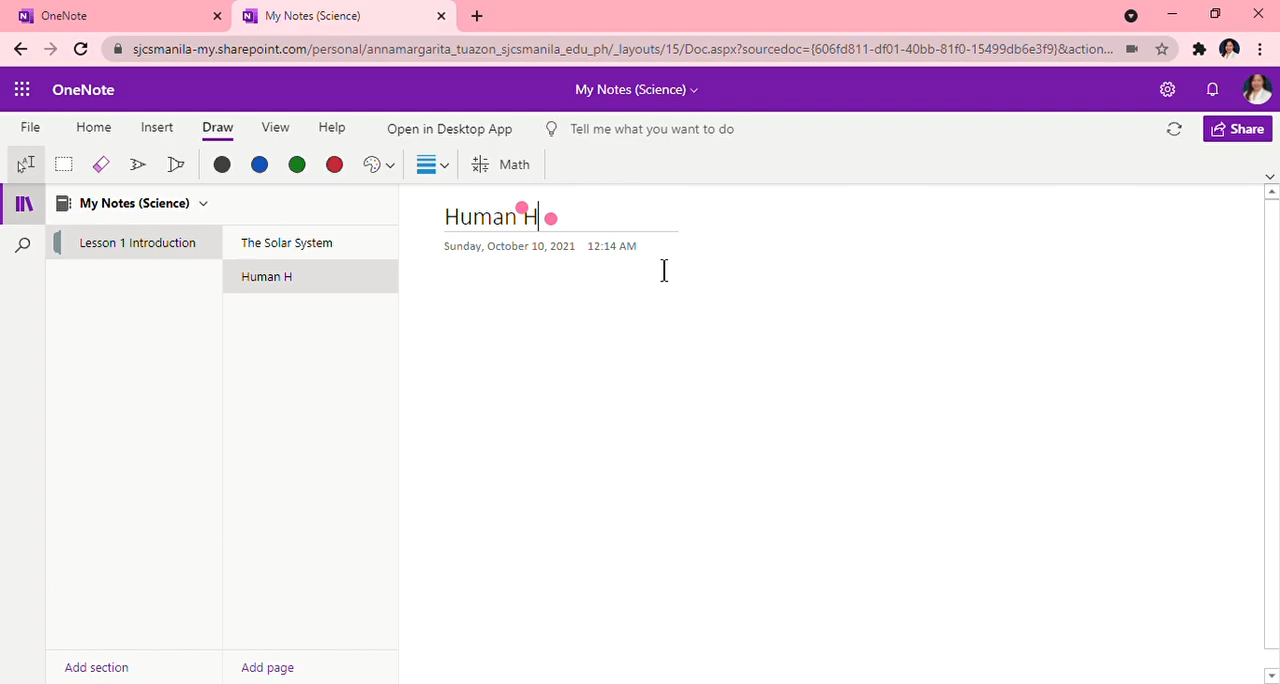 OneNote
My Notes (Science)
sjcsmanila-my.sharepoint.com/personal/annamargarita_tuazon_sjcsmanila_edu_ph/_layouts/15/Doc.aspx?sourcedoc={606fd811-df01-40bb-81f0-15499db6e3f9}&action...
OneNote
My Notes (Science)
File Home Insert Draw View Help Open in Desktop App Tell me what you want to do Share
Math
My Notes (Science)
Lesson 1 Introduction
The Solar System
Human H
Human H
Sunday, October 10, 2021 12:14 AM
Add section
Add page